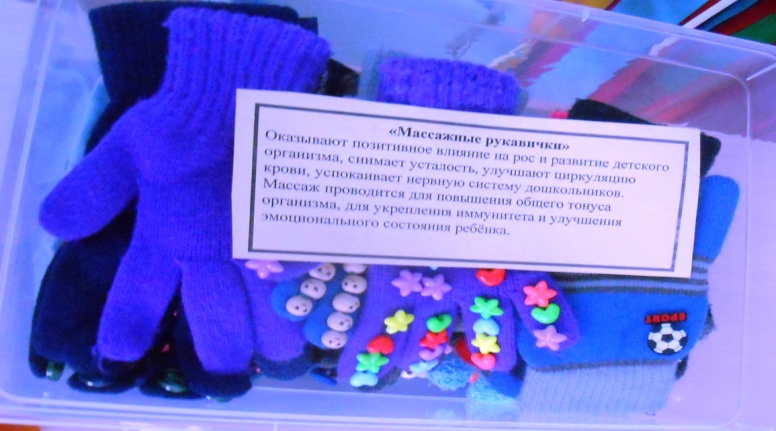 «Массажные рукавички»
Оказывают позитивное влияние на рос и развитие детского
организма, снимает усталость, улучшают циркуляцию
крови, успокаивает нервную систему дошкольников.
Массаж проводится для повышения общего тонуса
организма, для укрепления иммунитета и улучшения
эмоционального состояния ребёнка.
SPORT